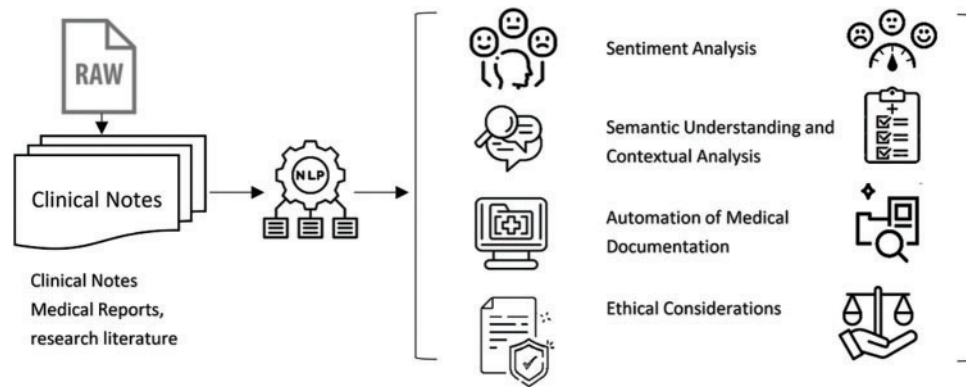 RAW
Clinical Notes
NLP
Clinical Notes
Medical Reports,
research literature
Sentiment Analysis
Semantic Understanding and
Contextual Analysis
Automation of Medical
Documentation
Ethical Considerations